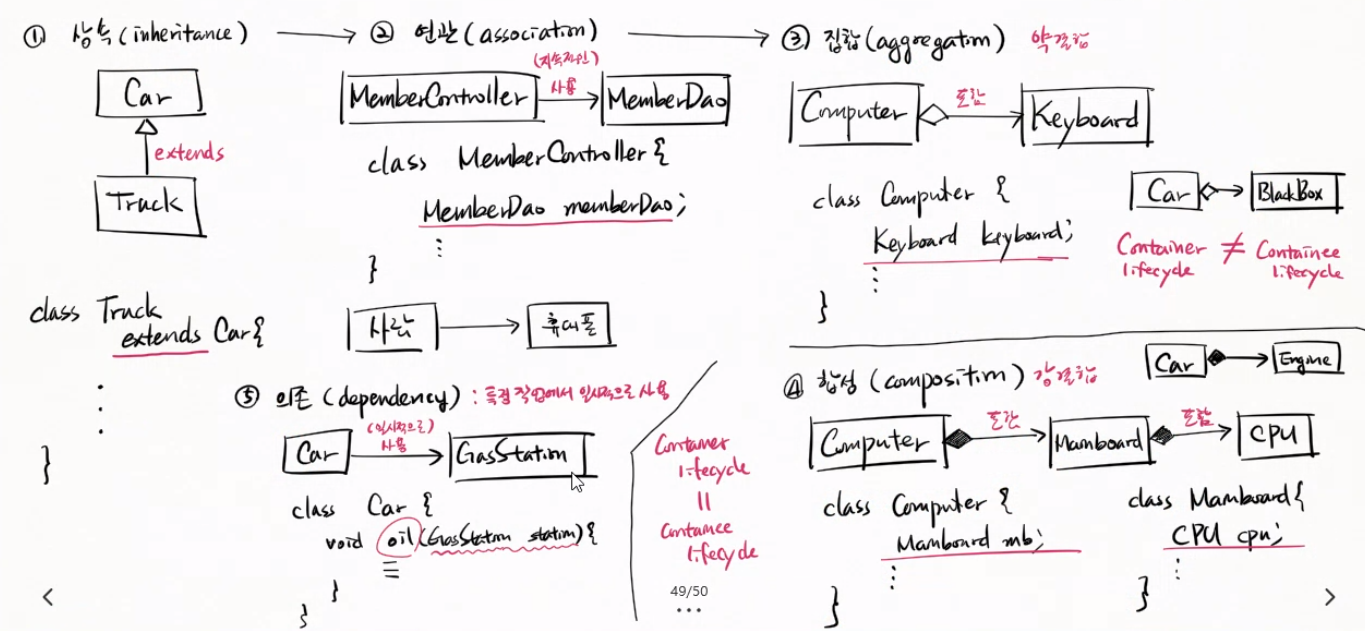 ① 상속(inheritance)
Car
extends
Truck
class Truck
extends Car{
}
② 연관(association)
(지속적인)
MemberController
사용
MemberDao
class MemberController {
MemberDao memberDao;
}
사람
휴대폰
③ 집합(aggregation) 약결합
Computer
포함
Keyboard
class Computer {
Keyboard keyboard;
}
Car
BlackBox
Container ≠ Containee
lifecycle lifecycle
④ 합성(composition) 강결합
Car
Engine
Computer
포함
Mainboard
포함
CPU
class Computer {
Mainboard mb;
}
class Mainboard{
CPU cpu;
}
⑤ 의존(dependency) : 특정 작업에서 일시적으로 사용
(일시적으로)
Car
사용
GasStation
class Car {
void oil(GasStation station){
}
}
Container
lifecycle
||
Containee
lifecycle
49/50